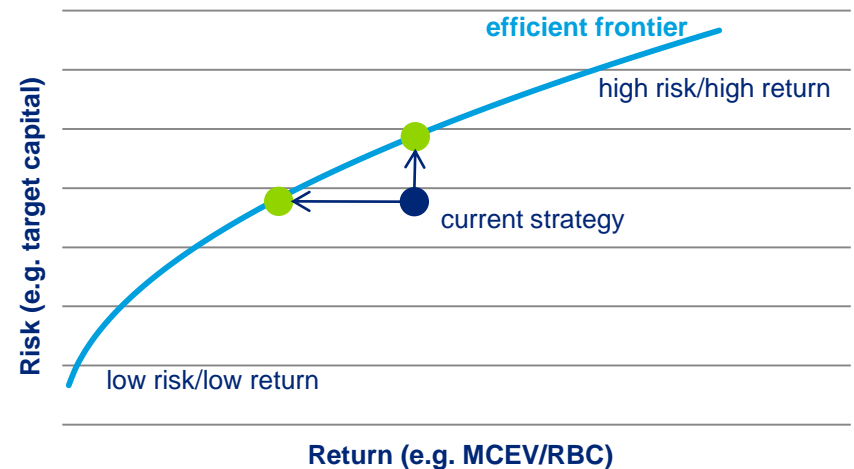 efficient frontier
high risk/high return
current strategy
low risk/low return
Risk (e.g. target capital)
Return (e.g. MCEV/RBC)